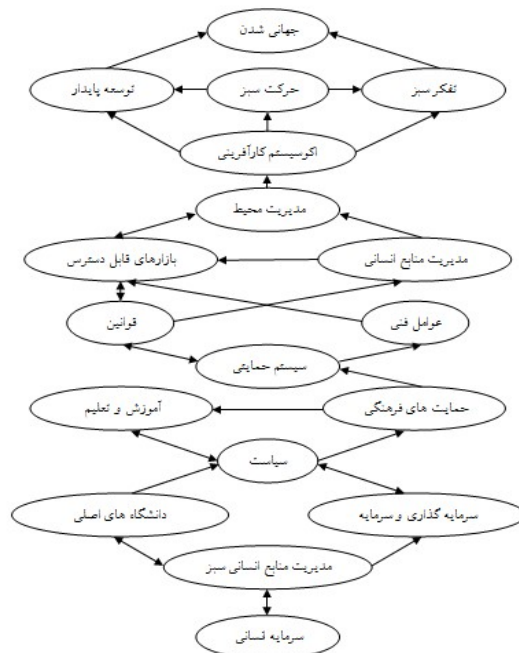 جهانی شدن
تفکر سبز
حرکت سبز
توسعه پایدار
اکوسیستم کارآفرینی
مدیریت محیط
مدیریت منابع انسانی
بازارهای قابل دسترس
عوامل فنی
قوانین
سیستم حمایتی
حمایت های فرهنگی
آموزش و تعلیم
سیاست
سرمایه گذاری و سرمایه
دانشگاه های اصلی
مدیریت منابع انسانی سبز
سرمایه نسانی